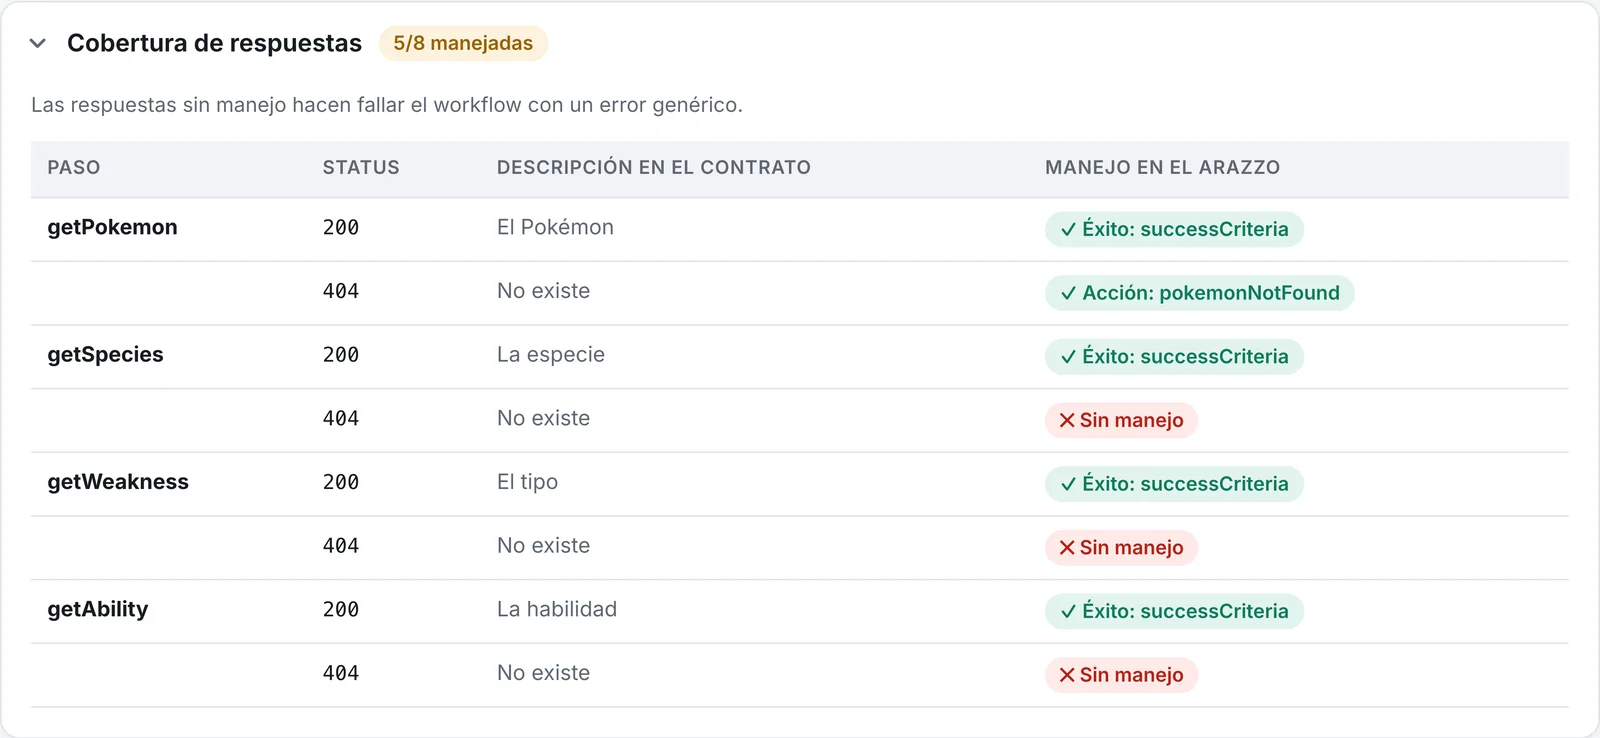 Cobertura de respuestas 5/8 manejadas
Las respuestas sin manejo hacen fallar el workflow con un error genérico.
PASO STATUS DESCRIPCIÓN EN EL CONTRATO MANEJO EN EL ARAZZO
getPokemon 200 El Pokémon ✓ Éxito: successCriteria
404 No existe ✓ Acción: pokemonNotFound
getSpecies 200 La especie ✓ Éxito: successCriteria
404 No existe ✕ Sin manejo
getWeakness 200 El tipo ✓ Éxito: successCriteria
404 No existe ✕ Sin manejo
getAbility 200 La habilidad ✓ Éxito: successCriteria
404 No existe ✕ Sin manejo